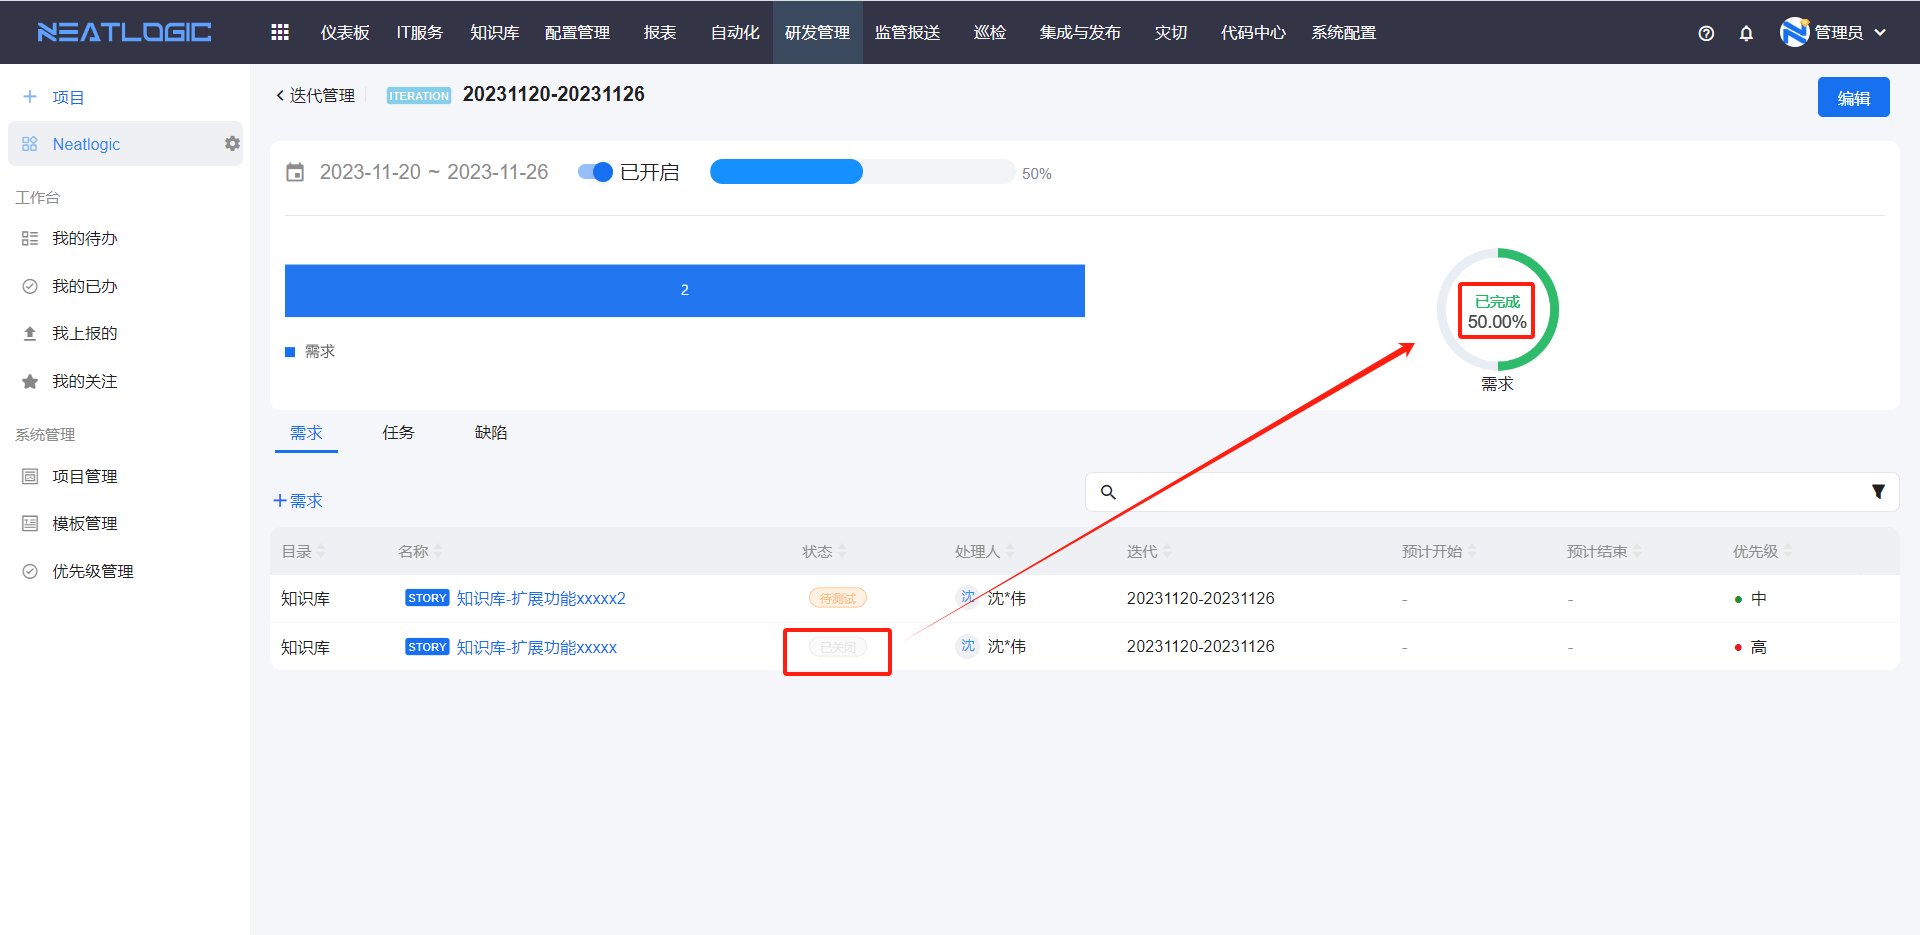 NEATLOGIC 仪表板 IT服务 知识库 配置管理 报表 自动化 研发管理 监管报送 巡检 集成与发布 灾切 代码中心 系统配置 管理员
项目
Neatlogic
工作台
我的待办
我的已办
我上报的
我的关注
系统管理
项目管理
模板管理
优先级管理
迭代管理 ITERATION 20231120-20231126 编辑
2023-11-20 ~ 2023-11-26 已开启 50%
2
需求
已完成
50.00%
需求
需求 任务 缺陷
需求
目录 名称 状态 处理人 迭代 预计开始 预计结束 优先级
知识库 STORY 知识库-扩展功能xxxxx2 待测试 沈 沈*伟 20231120-20231126 - - 中
知识库 STORY 知识库-扩展功能xxxxx 已关闭 沈 沈*伟 20231120-20231126 - - 高